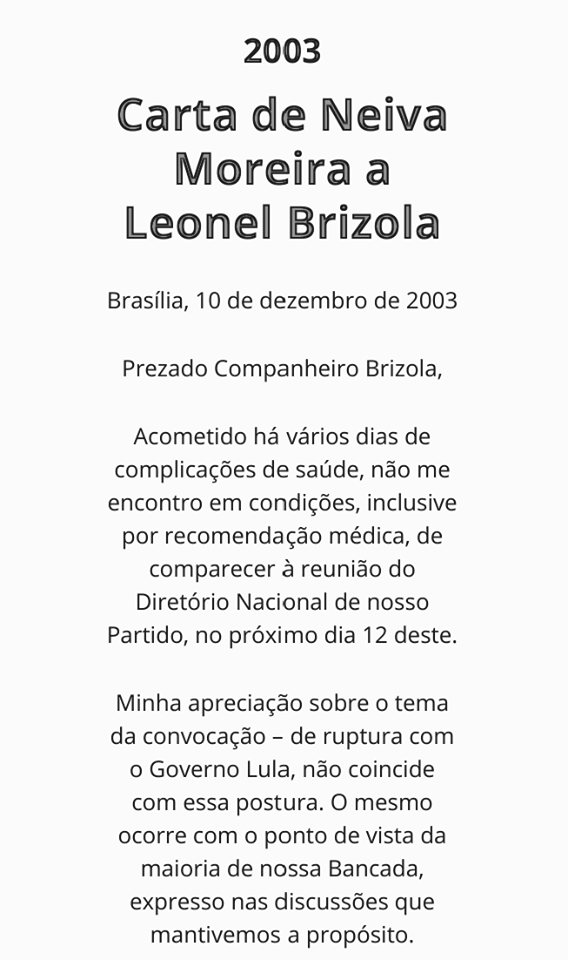 2003
Carta de Neiva
Moreira a
Leonel Brizola
Brasília, 10 de dezembro de 2003
Prezado Companheiro Brizola,
Acometido há vários dias de
complicações de saúde, não me
encontro em condições, inclusive
por recomendação médica, de
comparecer à reunião do
Diretório Nacional de nosso
Partido, no próximo dia 12 deste.
Minha apreciação sobre o tema
da convocação – de ruptura com
o Governo Lula, não coincide
com essa postura. O mesmo
ocorre com o ponto de vista da
maioria de nossa Bancada,
expresso nas discussões que
mantivemos a propósito.